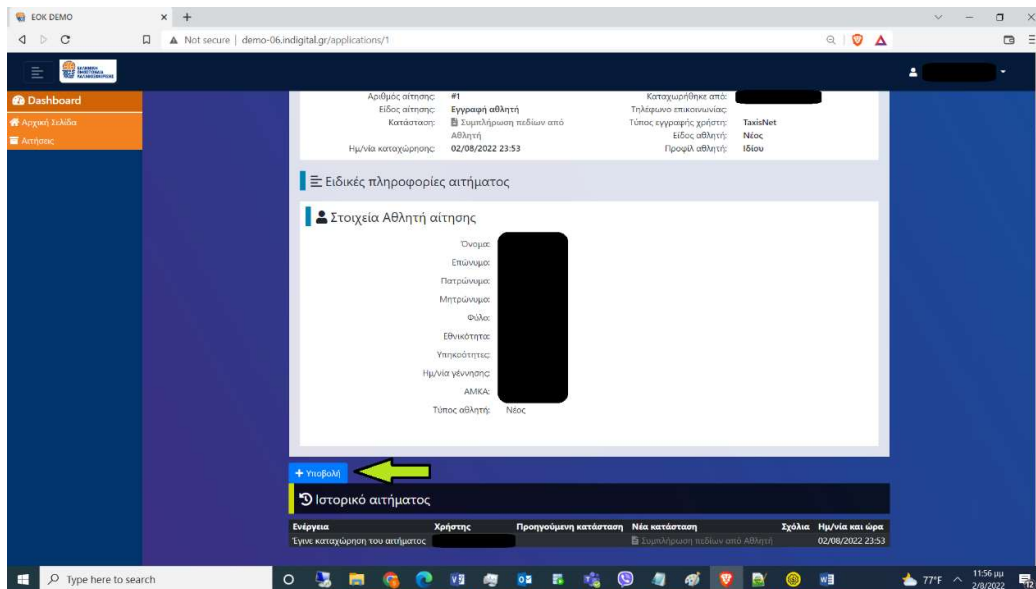 EOK DEMO
Not secure | demo-06.indigital.gr/applications/1
ΕΛΛΗΝΙΚΗ
ΟΜΟΣΠΟΝΔΙΑ
ΚΑΛΑΘΟΣΦΑΙΡΙΣΗΣ
Dashboard
Αρχική Σελίδα
Αιτήσεις
Αριθμός αίτησης: #1 Καταχωρήθηκε από:
Είδος αίτησης: Εγγραφή αθλητή Τηλέφωνο επικοινωνίας:
Κατάσταση: Συμπλήρωση πεδίων από Αθλητή Τύπος εγγραφής χρήστη: TaxisNet
Είδος αθλητή: Νέος
Ημ/νία καταχώρησης: 02/08/2022 23:53 Προφίλ αθλητή: Ιδίου
Ειδικές πληροφορίες αιτήματος
Στοιχεία Αθλητή αίτησης
Όνομα:
Επώνυμο:
Πατρώνυμο:
Μητρώνυμο:
Φύλο:
Εθνικότητα:
Υπηκοότητες:
Ημ/νία γέννησης:
ΑΜΚΑ:
Τύπος αθλητή: Νέος
+ Υποβολή
Ιστορικό αιτήματος
Ενέργεια Χρήστης Προηγούμενη κατάσταση Νέα κατάσταση Σχόλια Ημ/νία και ώρα
Έγινε καταχώρηση του αιτήματος Συμπλήρωση πεδίων από Αθλητή 02/08/2022 23:53
Type here to search
77°F
11:56 μμ
2/8/2022